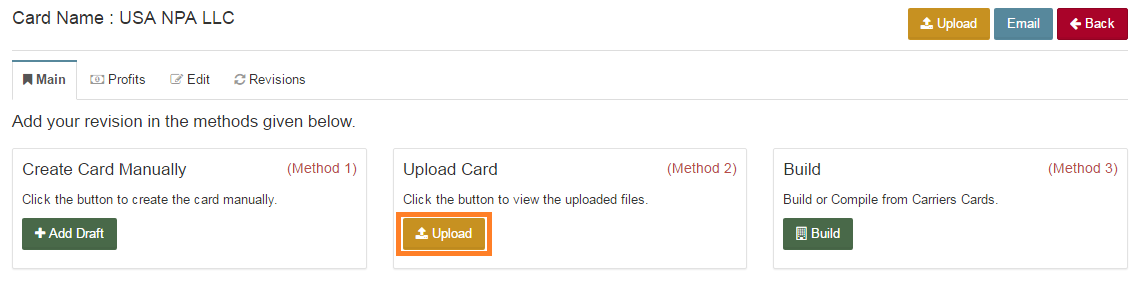 Card Name : USA NPA LLC
Upload Email Back
Main Profits Edit Revisions
Add your revision in the methods given below.
Create Card Manually (Method 1)
Click the button to create the card manually.
Add Draft
Upload Card (Method 2)
Click the button to view the uploaded files.
Upload
Build (Method 3)
Build or Compile from Carriers Cards.
Build